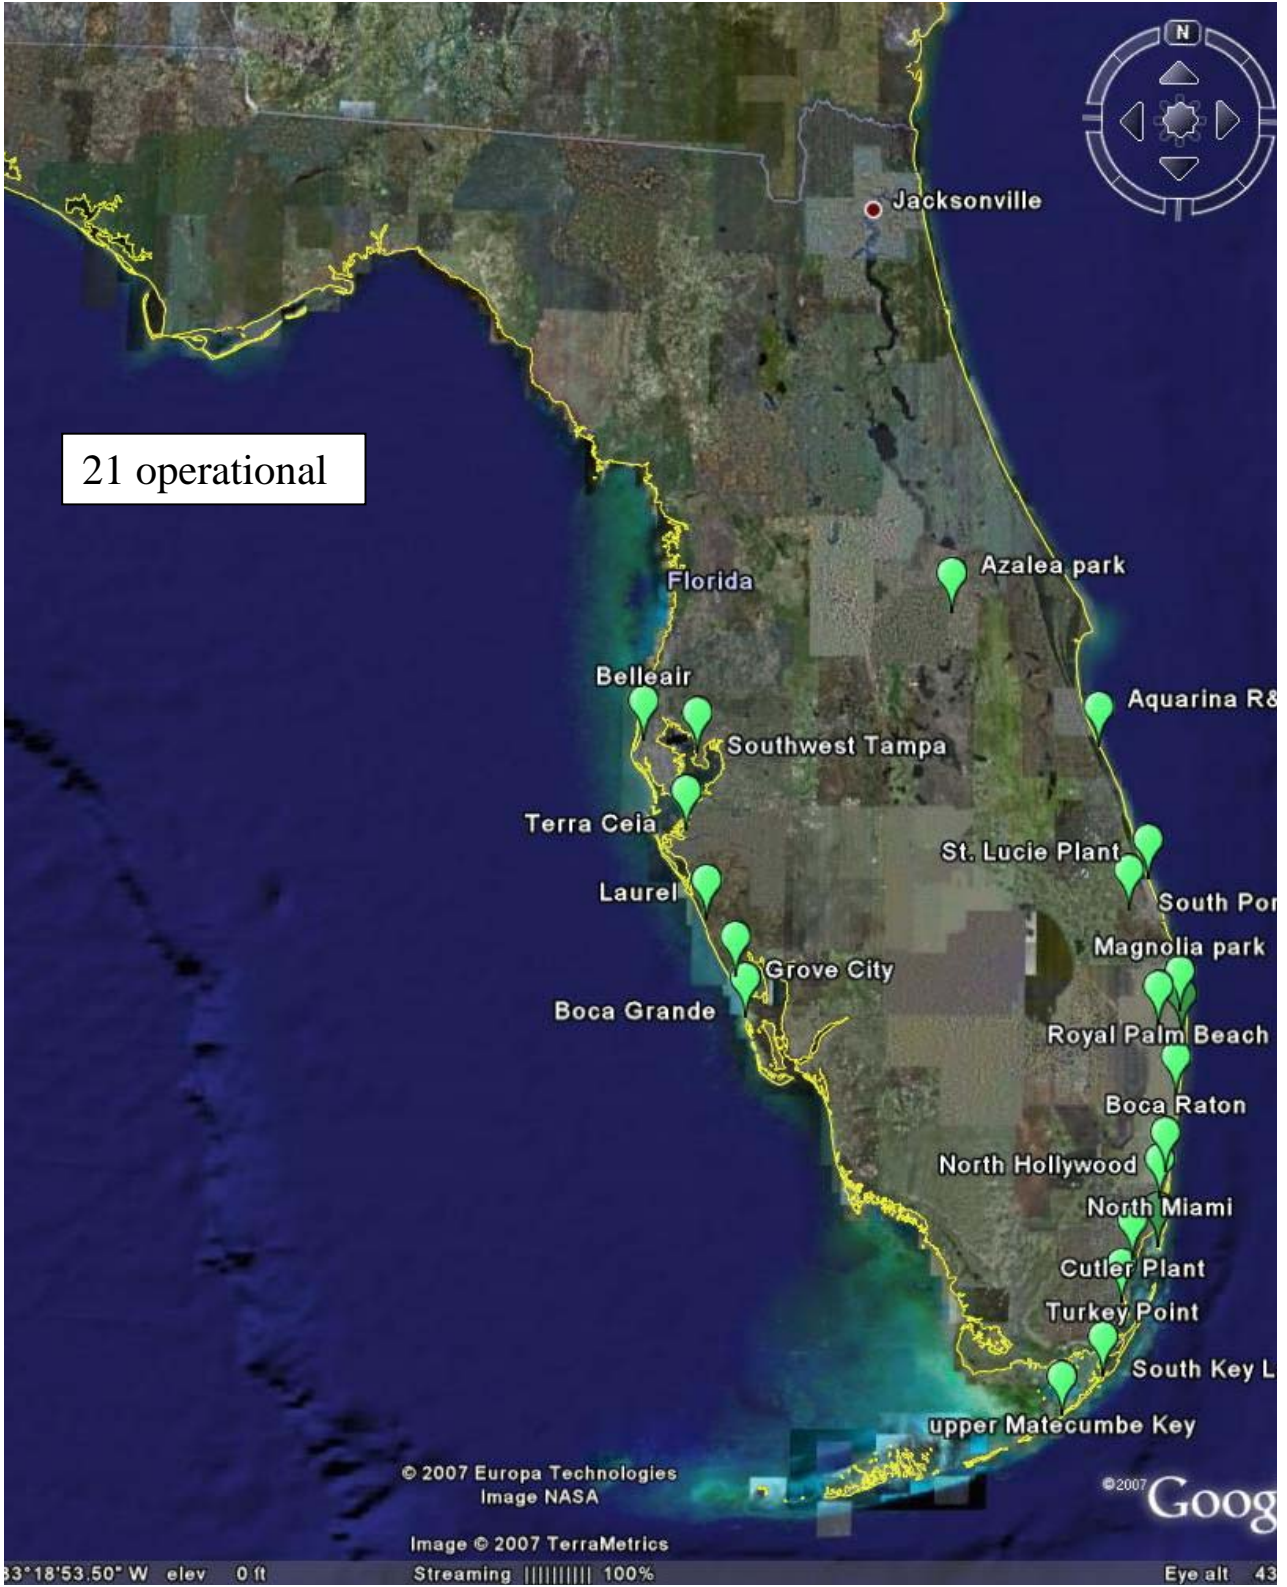 N
Jacksonville
21 operational
Azalea park
Florida
Belleair
Aquarina R&
Southwest Tampa
Terra Ceia
St. Lucie Plant
Laurel
South Por
Magnolia park
Grove City
Boca Grande
Royal Palm Beach
Boca Raton
North Hollywood
North Miami
Cutler Plant
Turkey Point
South Key L
upper Matecumbe Key
© 2007 Europa Technologies
Image NASA
©2007 Goog
Image © 2007 TerraMetrics
33°18'53.50" W elev 0 ft Streaming |||||||||| 100% Eye alt 43